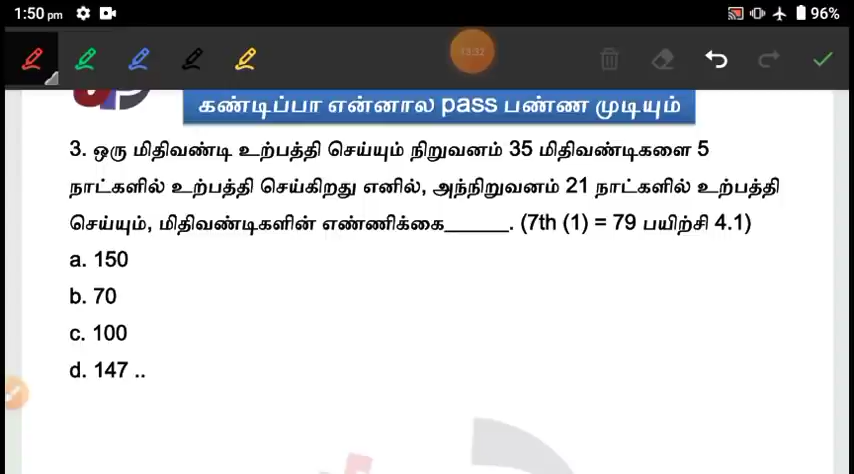 1:50 pm 96%
13:32
கண்டிப்பா என்னால pass பண்ண முடியும்
3. ஒரு மிதிவண்டி உற்பத்தி செய்யும் நிறுவனம் 35 மிதிவண்டிகளை 5
நாட்களில் உற்பத்தி செய்கிறது எனில், அந்நிறுவனம் 21 நாட்களில் உற்பத்தி
செய்யும், மிதிவண்டிகளின் எண்ணிக்கை______. (7th (1) = 79 பயிற்சி 4.1)
a. 150
b. 70
c. 100
d. 147 ..